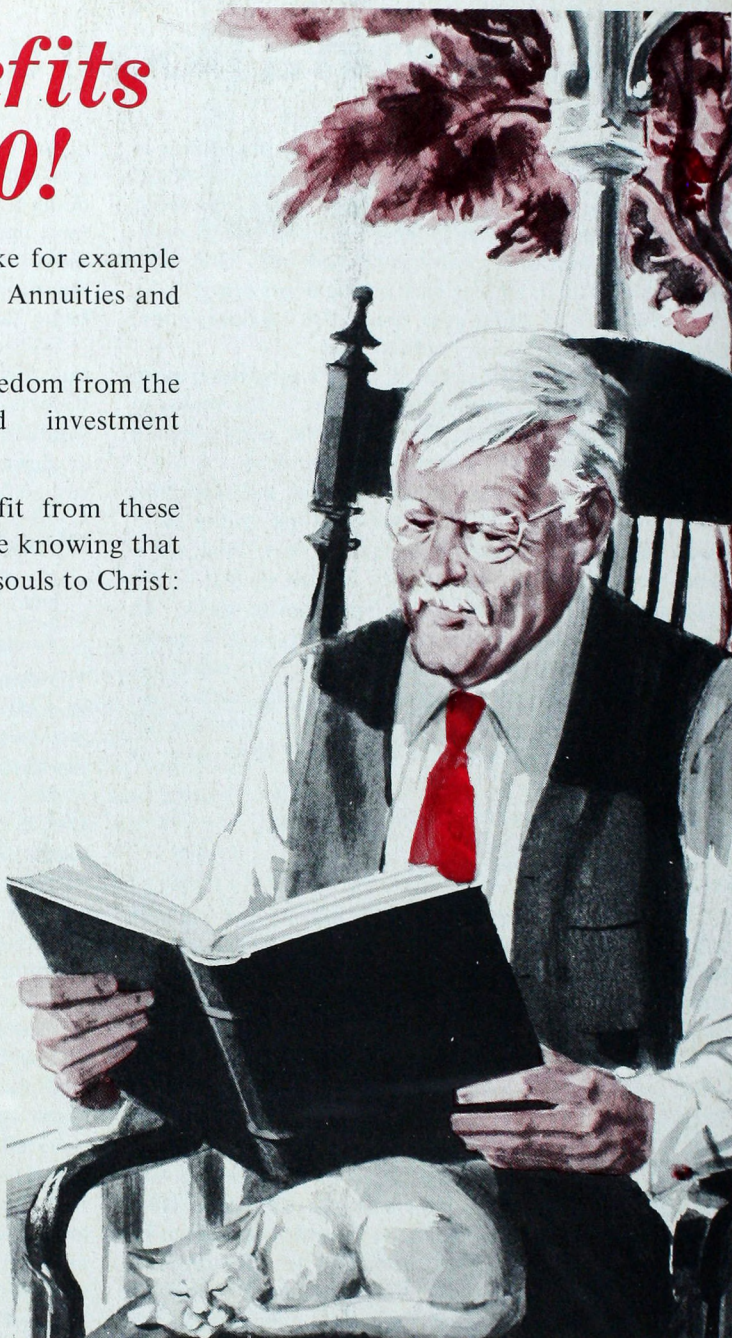 efits
0!
ke for example
Annuities and
edom from the
d investment
fit from these
e knowing that
souls to Christ: